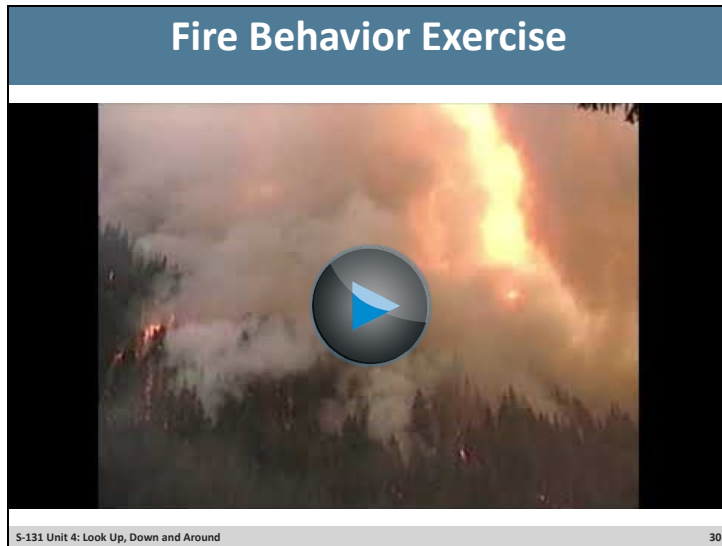 Fire Behavior Exercise
S-131 Unit 4: Look Up, Down and Around 30